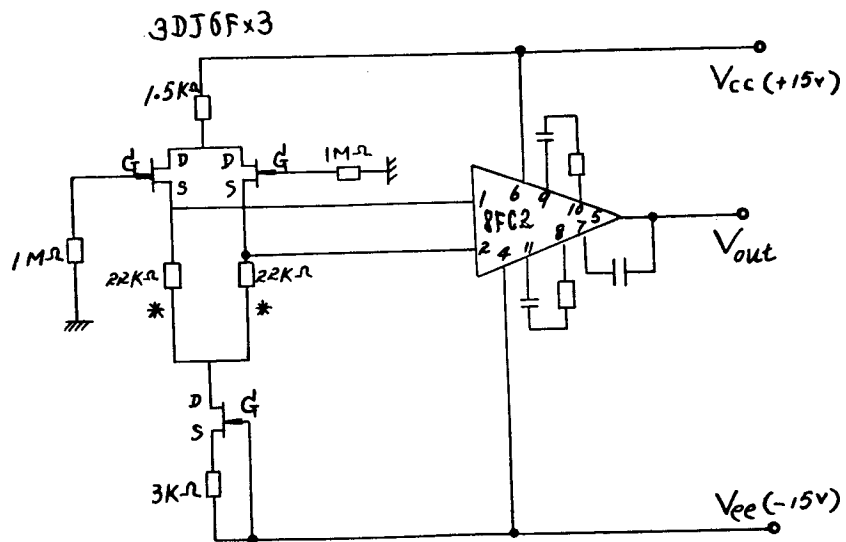 3DJ6F×3
1.5KΩ
Vcc (+15v)
G D D G 1MΩ
S S
1 6 9 10 5
8FC2
2 4 11 8 7
Vout
1MΩ
22KΩ 22KΩ
* *
D G
S
3KΩ
Vee (-15v)